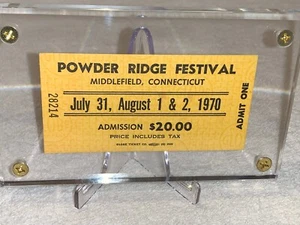 POWDER RIDGE FESTIVAL
MIDDLEFIELD, CONNECTICUT
July 31, August 1 & 2, 1970
ADMISSION $20.00
PRICE INCLUDES TAX
28214
ADMIT ONE